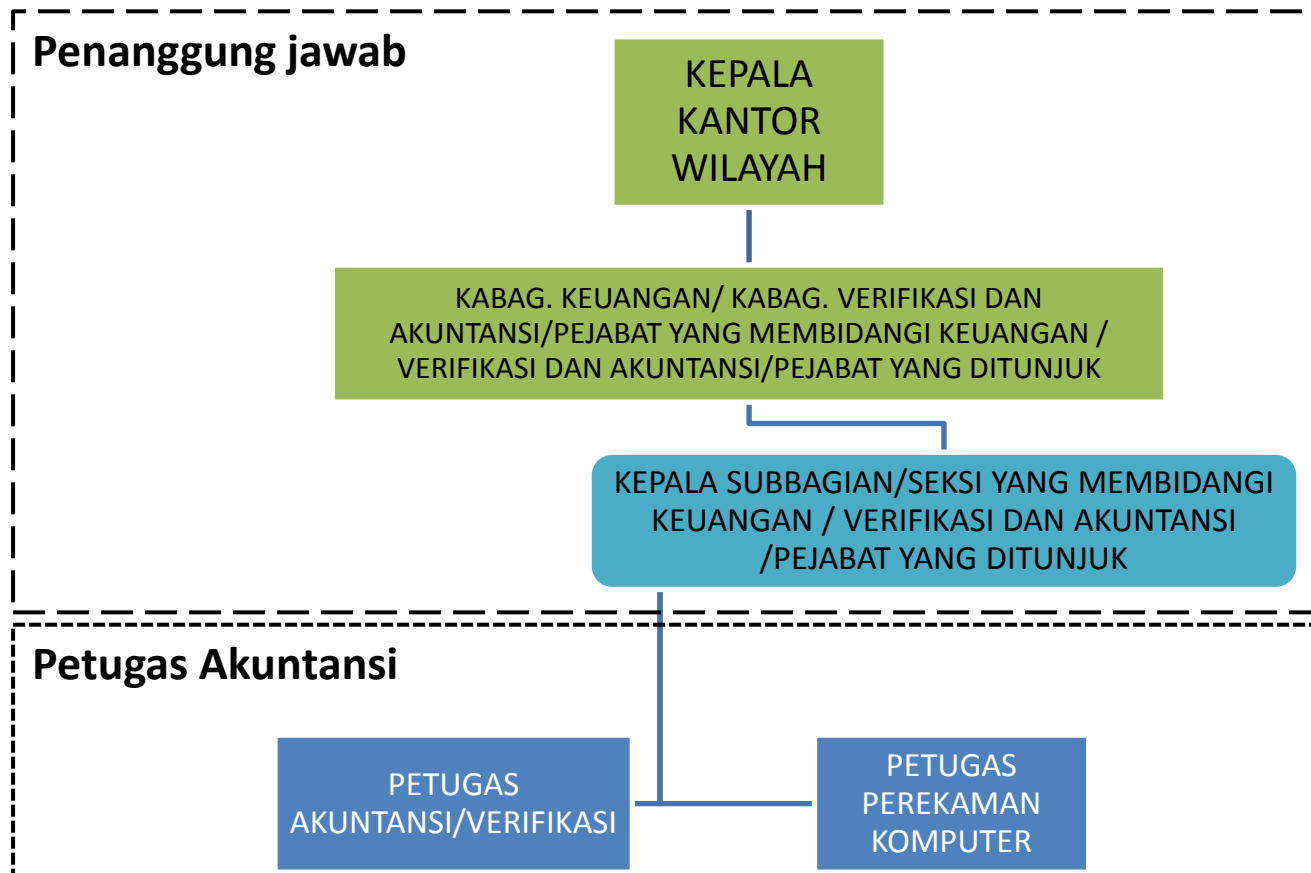 Penanggung jawab
KEPALA
KANTOR
WILAYAH
KABAG. KEUANGAN/ KABAG. VERIFIKASI DAN
AKUNTANSI/PEJABAT YANG MEMBIDANGI KEUANGAN /
VERIFIKASI DAN AKUNTANSI/PEJABAT YANG DITUNJUK
KEPALA SUBBAGIAN/SEKSI YANG MEMBIDANGI
KEUANGAN / VERIFIKASI DAN AKUNTANSI
/PEJABAT YANG DITUNJUK
Petugas Akuntansi
PETUGAS
AKUNTANSI/VERIFIKASI
PETUGAS
PEREKAMAN
KOMPUTER